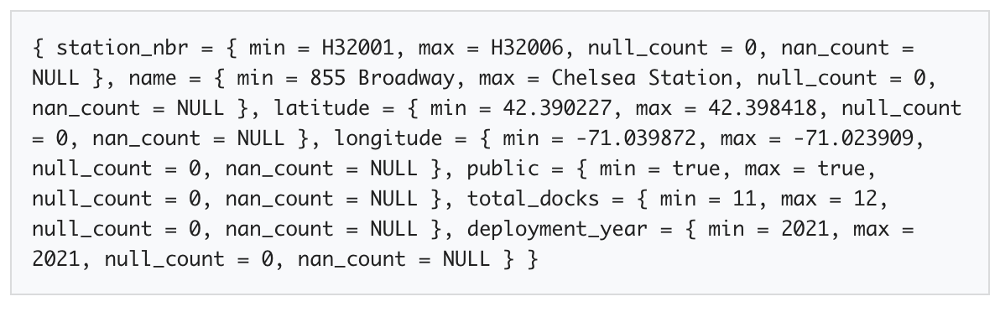 { station_nbr = { min = H32001, max = H32006, null_count = 0, nan_count =
NULL }, name = { min = 855 Broadway, max = Chelsea Station, null_count = 0,
nan_count = NULL }, latitude = { min = 42.390227, max = 42.398418, null_count
= 0, nan_count = NULL }, longitude = { min = -71.039872, max = -71.023909,
null_count = 0, nan_count = NULL }, public = { min = true, max = true,
null_count = 0, nan_count = NULL }, total_docks = { min = 11, max = 12,
null_count = 0, nan_count = NULL }, deployment_year = { min = 2021, max =
2021, null_count = 0, nan_count = NULL } }